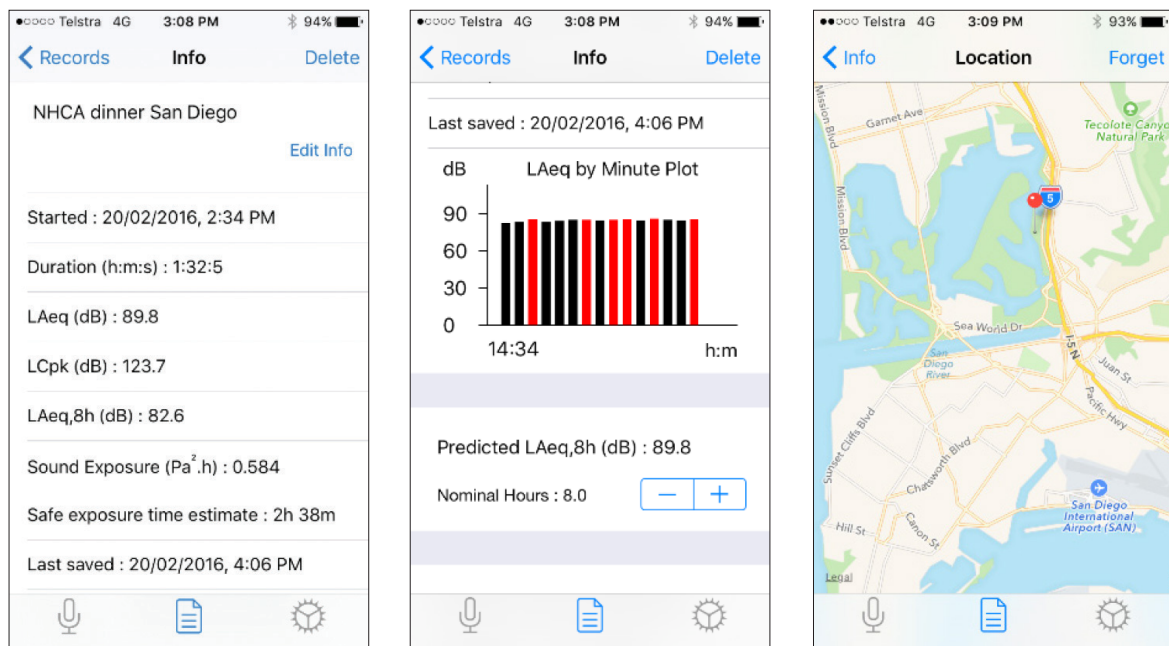 Telstra 4G 3:08 PM 94%
Records Info Delete
NHCA dinner San Diego
Edit Info
Started : 20/02/2016, 2:34 PM
Duration (h:m:s) : 1:32:5
LAeq (dB) : 89.8
LCpk (dB) : 123.7
LAeq,8h (dB) : 82.6
Sound Exposure (Pa².h) : 0.584
Safe exposure time estimate : 2h 38m
Last saved : 20/02/2016, 4:06 PM
Telstra 4G 3:08 PM 94%
Records Info Delete
Last saved : 20/02/2016, 4:06 PM
dB LAeq by Minute Plot
90
60
30
0
14:34 h:m
Predicted LAeq,8h (dB) : 89.8
Nominal Hours : 8.0 − +
Telstra 4G 3:09 PM 93%
Info Location Forget
Mission Blvd
Garnet Ave
Tecolote Canyo
Natural Park
Mission Blvd
5
Sea World Dr
San
Diego
River
I-5 N
Juan St
Pacific Hwy
Sunset Cliffs Blvd
Chatsworth Blvd
San Diego
International
Airport (SAN)
Hill St
Canon St
Legal